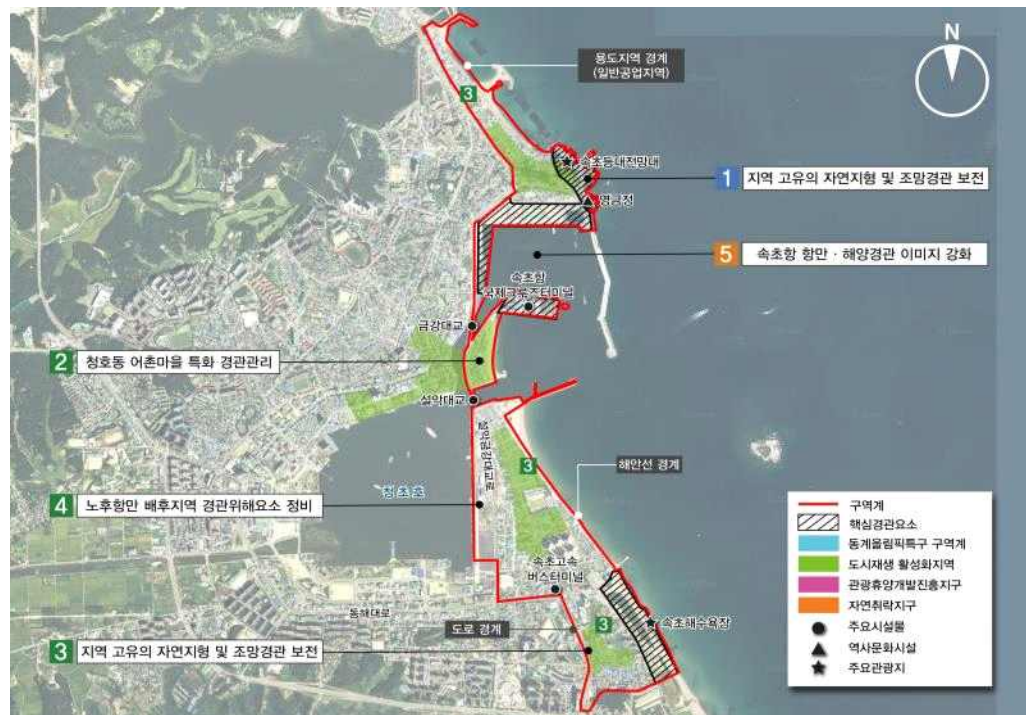 N
용도지역 경계
(일반공업지역)
3
속초등대전망대
1 지역 고유의 자연지형 및 조망경관 보전
영금정
5 속초항 항만 · 해양경관 이미지 강화
속초항
국제크루즈터미널
금강대교
2 청호동 어촌마을 특화 경관관리
설악대교
설악금강대교로
3
해안선 경계
청초호
4 노후항만 배후지역 경관위해요소 정비
속초고속
버스터미널
동해대로
도로 경계
3
속초해수욕장
3 지역 고유의 자연지형 및 조망경관 보전
구역계
핵심경관요소
동계올림픽특구 구역계
도시재생 활성화지역
관광휴양개발진흥지구
자연취락지구
주요시설물
역사문화시설
주요관광지